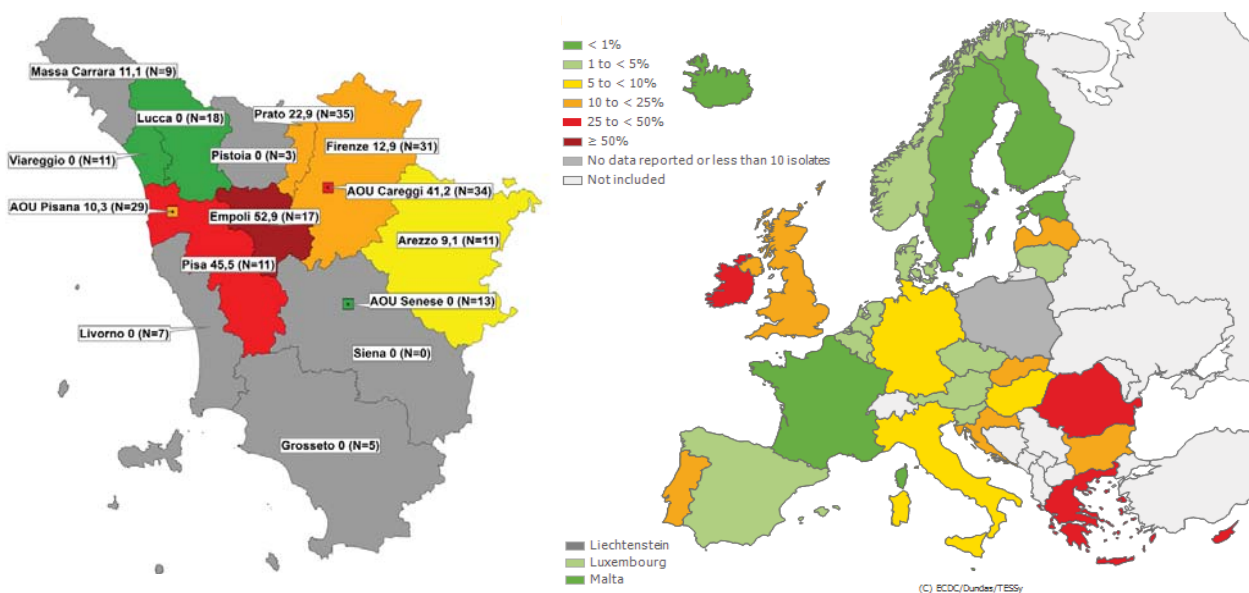 Massa Carrara 11,1 (N=9)
Lucca 0 (N=18)
Prato 22,9 (N=35)
Viareggio 0 (N=11)
Pistoia 0 (N=3)
Firenze 12,9 (N=31)
AOU Careggi 41,2 (N=34)
AOU Pisana 10,3 (N=29)
Empoli 52,9 (N=17)
Arezzo 9,1 (N=11)
Pisa 45,5 (N=11)
AOU Senese 0 (N=13)
Livorno 0 (N=7)
Siena 0 (N=0)
Grosseto 0 (N=5)
< 1%
1 to < 5%
5 to < 10%
10 to < 25%
25 to < 50%
≥ 50%
No data reported or less than 10 isolates
Not included
Liechtenstein
Luxembourg
Malta
(C) ECDC/Dundas/TESSy